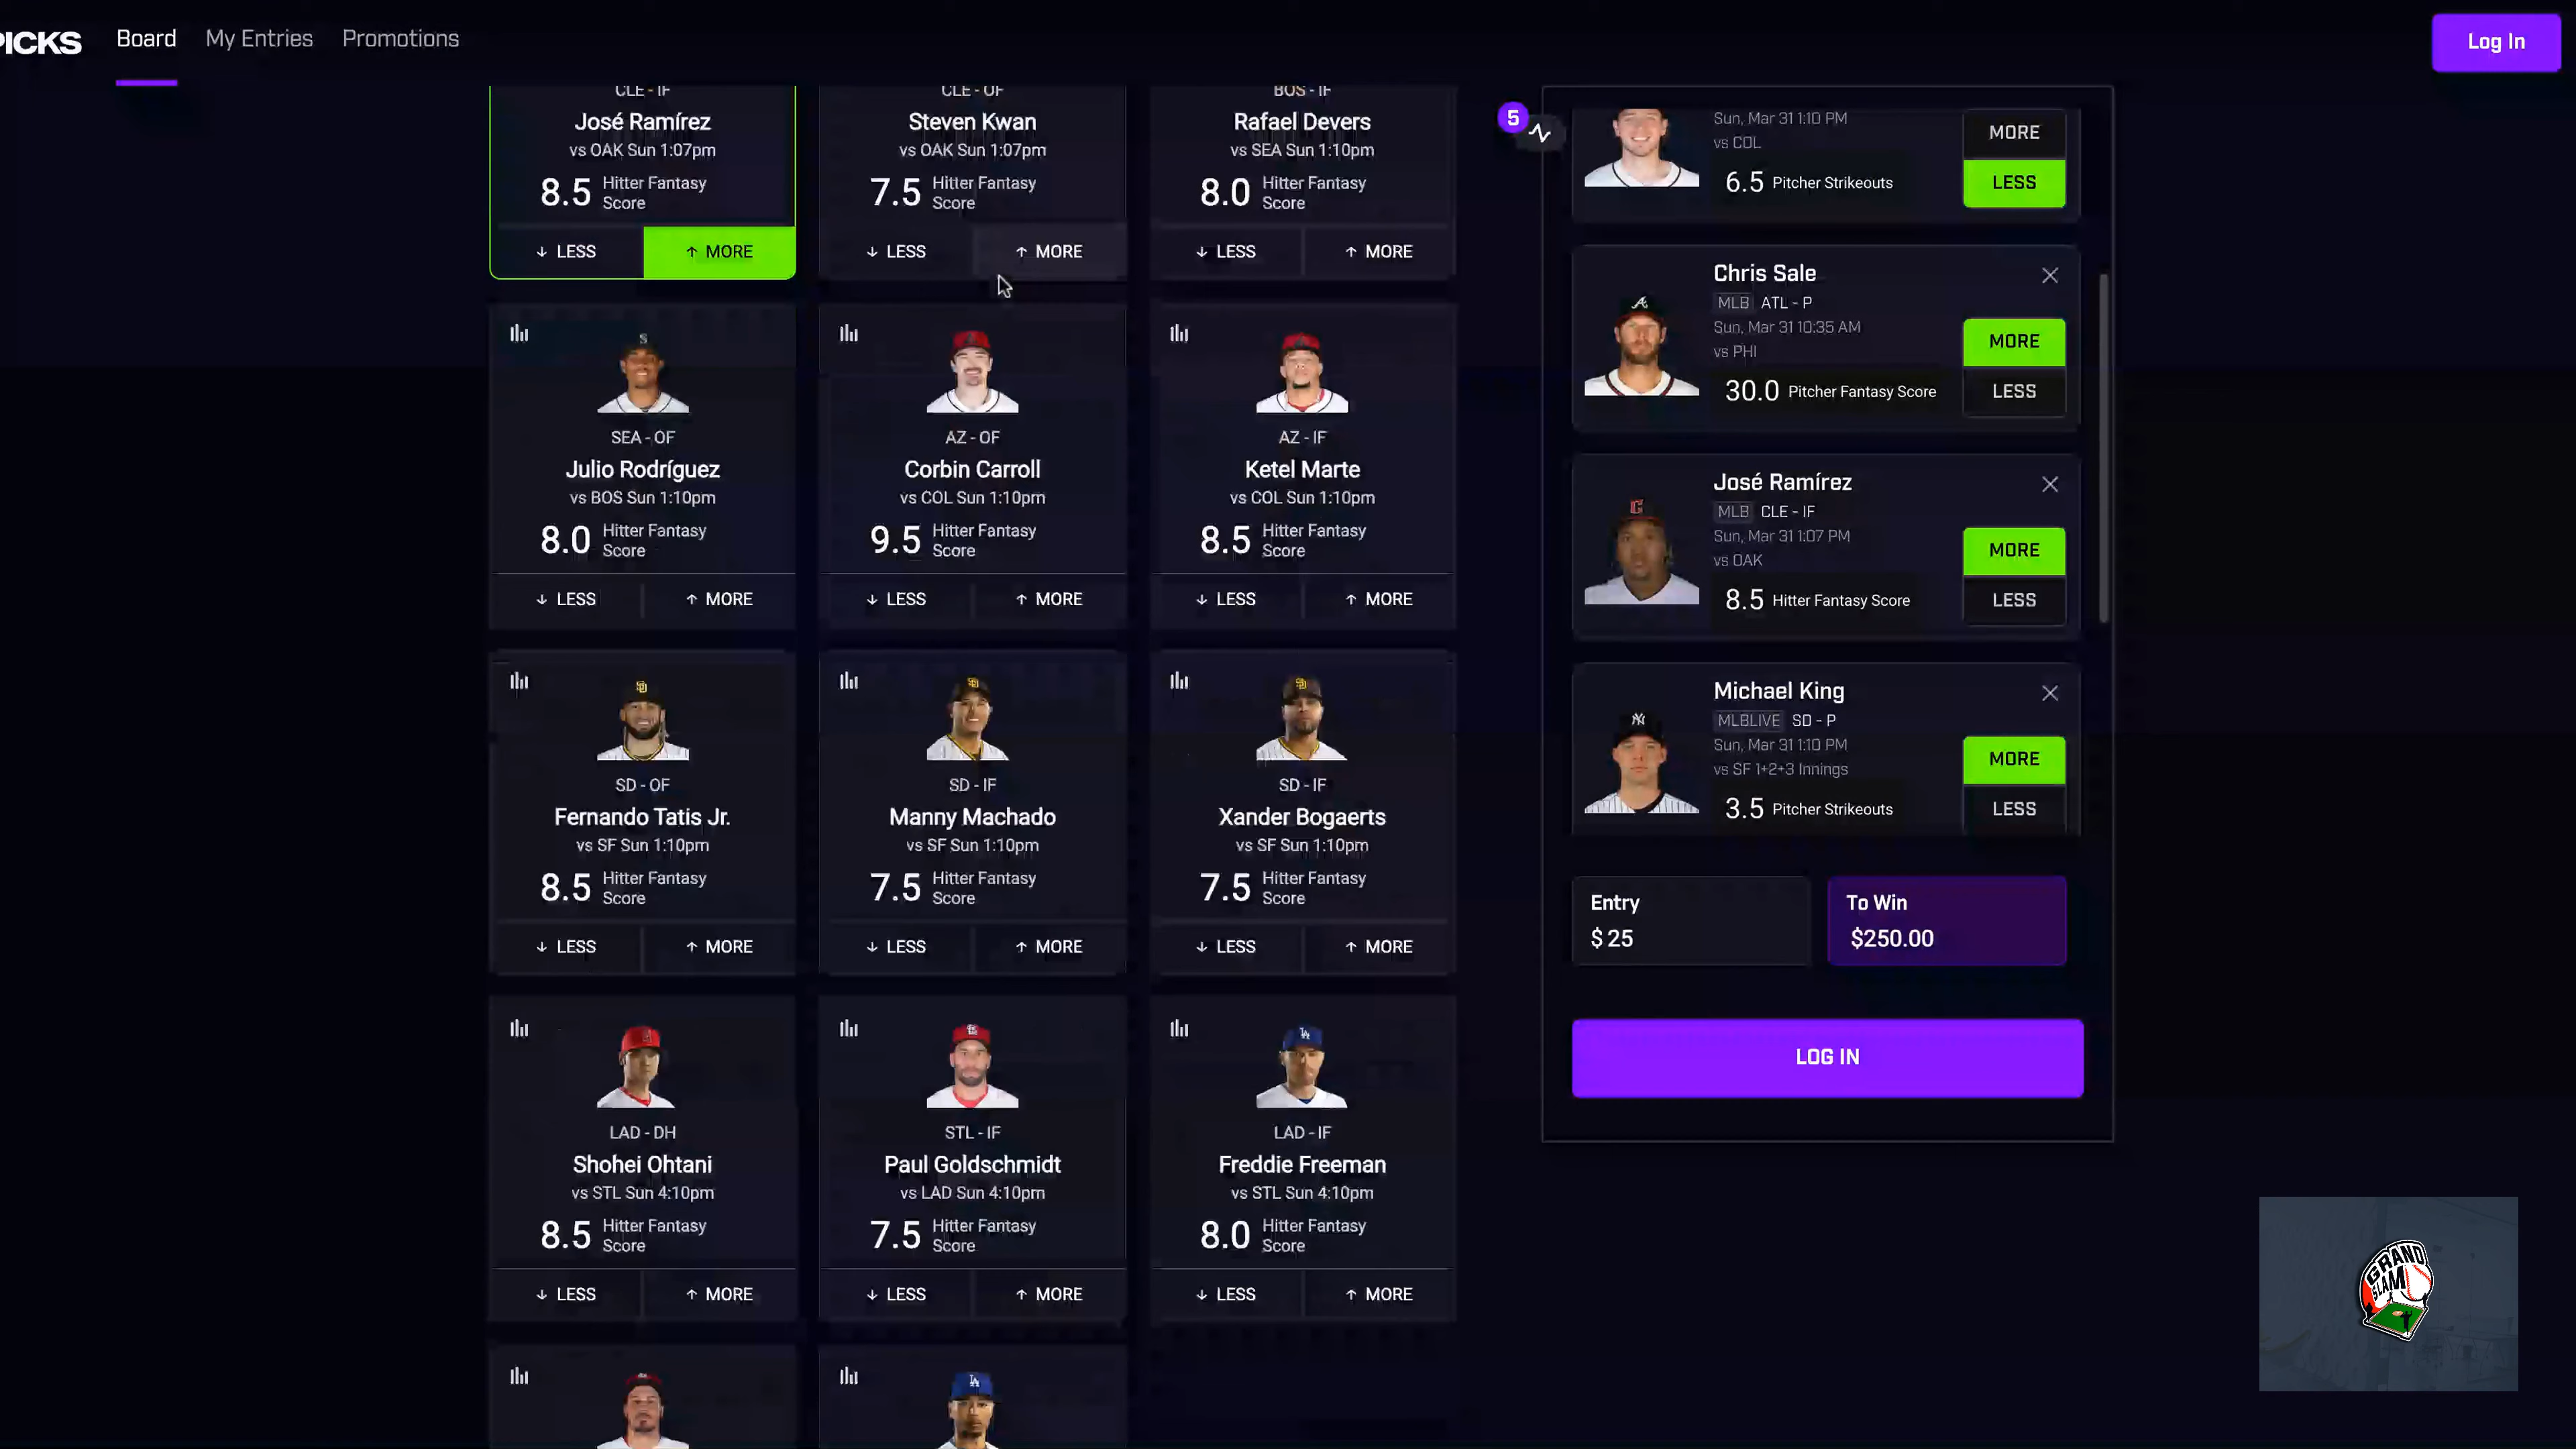 PICKS
Board
My Entries
Promotions
Log In
CLE - IF
José Ramírez
vs OAK Sun 1:07pm
8.5 Hitter Fantasy
Score
↓ LESS
↑ MORE
CLE - OF
Steven Kwan
vs OAK Sun 1:07pm
7.5 Hitter Fantasy
Score
↓ LESS
↑ MORE
BOS - IF
Rafael Devers
vs SEA Sun 1:10pm
8.0 Hitter Fantasy
Score
↓ LESS
↑ MORE
SEA - OF
Julio Rodríguez
vs BOS Sun 1:10pm
8.0 Hitter Fantasy
Score
↓ LESS
↑ MORE
AZ - OF
Corbin Carroll
vs COL Sun 1:10pm
9.5 Hitter Fantasy
Score
↓ LESS
↑ MORE
AZ - IF
Ketel Marte
vs COL Sun 1:10pm
8.5 Hitter Fantasy
Score
↓ LESS
↑ MORE
SD - OF
Fernando Tatis Jr.
vs SF Sun 1:10pm
8.5 Hitter Fantasy
Score
↓ LESS
↑ MORE
SD - IF
Manny Machado
vs SF Sun 1:10pm
7.5 Hitter Fantasy
Score
↓ LESS
↑ MORE
SD - IF
Xander Bogaerts
vs SF Sun 1:10pm
7.5 Hitter Fantasy
Score
↓ LESS
↑ MORE
LAD - DH
Shohei Ohtani
vs STL Sun 4:10pm
8.5 Hitter Fantasy
Score
↓ LESS
↑ MORE
STL - IF
Paul Goldschmidt
vs LAD Sun 4:10pm
7.5 Hitter Fantasy
Score
↓ LESS
↑ MORE
LAD - IF
Freddie Freeman
vs STL Sun 4:10pm
8.0 Hitter Fantasy
Score
↓ LESS
↑ MORE
5
Sun, Mar 31 1:10 PM
vs COL
6.5 Pitcher Strikeouts
MORE
LESS
Chris Sale
MLB ATL - P
Sun, Mar 31 10:35 AM
vs PHI
30.0 Pitcher Fantasy Score
MORE
LESS
José Ramírez
MLB CLE - IF
Sun, Mar 31 1:07 PM
vs OAK
8.5 Hitter Fantasy Score
MORE
LESS
Michael King
MLBLIVE SD - P
Sun, Mar 31 1:10 PM
vs SF 1+2+3 Innings
3.5 Pitcher Strikeouts
MORE
LESS
Entry
$ 25
To Win
$250.00
LOG IN
GRAND
SLAM